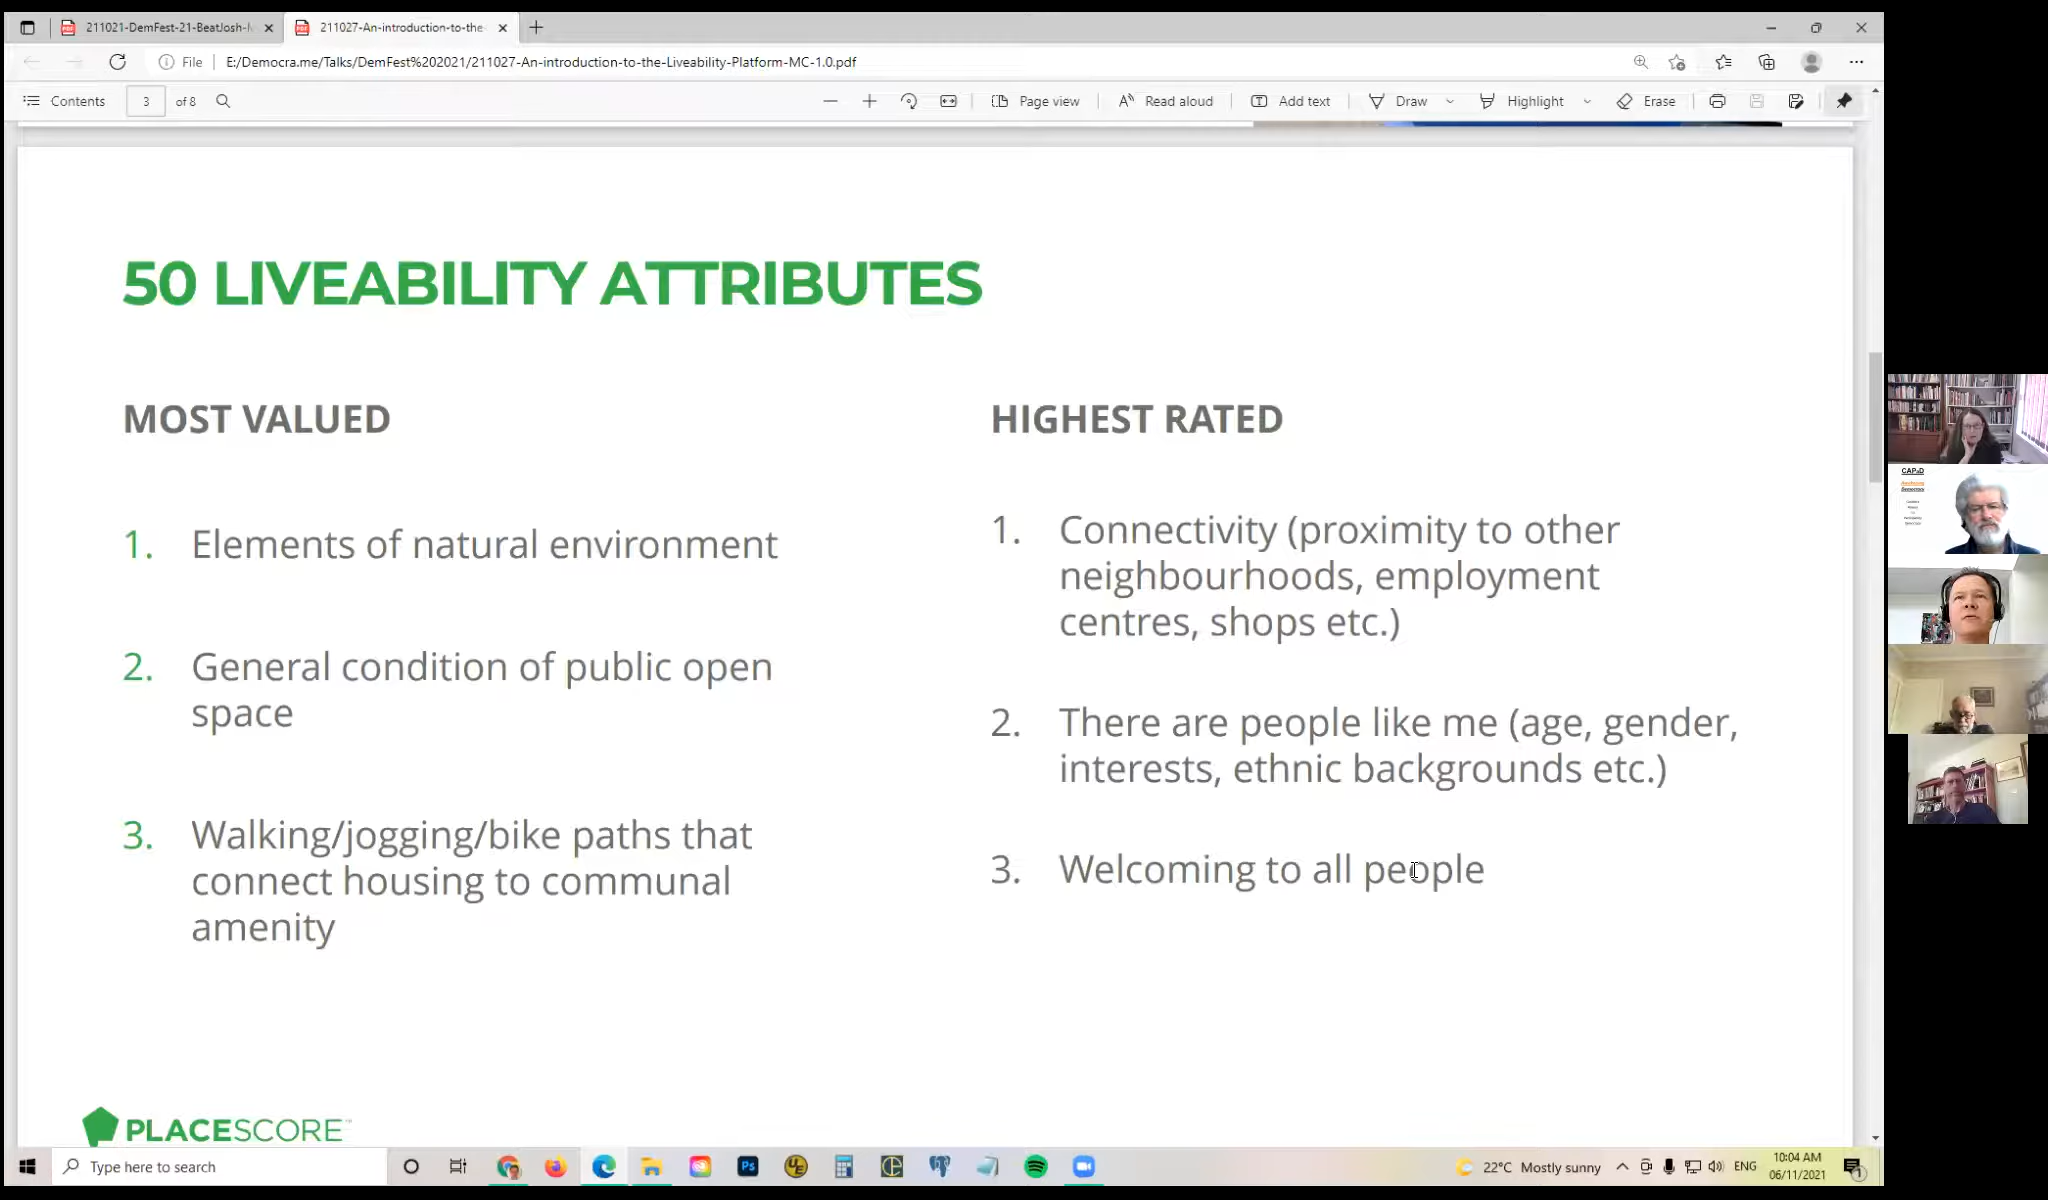 211021-DemFest-21-BeatJosh-
211027-An-introduction-to-the
File
E:/Democra.me/Talks/DemFest%202021/211027-An-introduction-to-the-Liveability-Platform-MC-1.0.pdf
Contents
3
of 8
Page view
Read aloud
Add text
Draw
Highlight
Erase
50 LIVEABILITY ATTRIBUTES
MOST VALUED
1. Elements of natural environment
2. General condition of public open
space
3. Walking/jogging/bike paths that
connect housing to communal
amenity
HIGHEST RATED
1. Connectivity (proximity to other
neighbourhoods, employment
centres, shops etc.)
2. There are people like me (age, gender,
interests, ethnic backgrounds etc.)
3. Welcoming to all people
PLACESCORE
CAPaD
Type here to search
Ps
22°C Mostly sunny
ENG
10:04 AM
06/11/2021